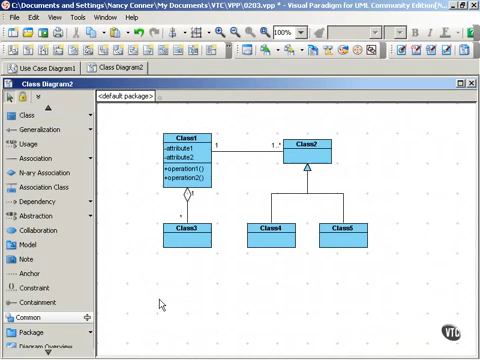 C:\Documents and Settings\Nancy Conner\My Documents\VTC\VPP\0203.vpp * - Visual Paradigm for UML Community Edition[N
File Edit View Tools Window Help
100%
B I
Use Case Diagram1 Class Diagram2
Class Diagram2
<default package>
Class
Generalization
Usage
Association
N-ary Association
Association Class
Dependency
Abstraction
Collaboration
Model
Note
Anchor
Constraint
Containment
Common
Package
Diagram Overview
Class1
-attribute1
-attribute2
+operation1()
+operation2()
1 1..*
Class2
1
*
Class3 Class4 Class5
VTC